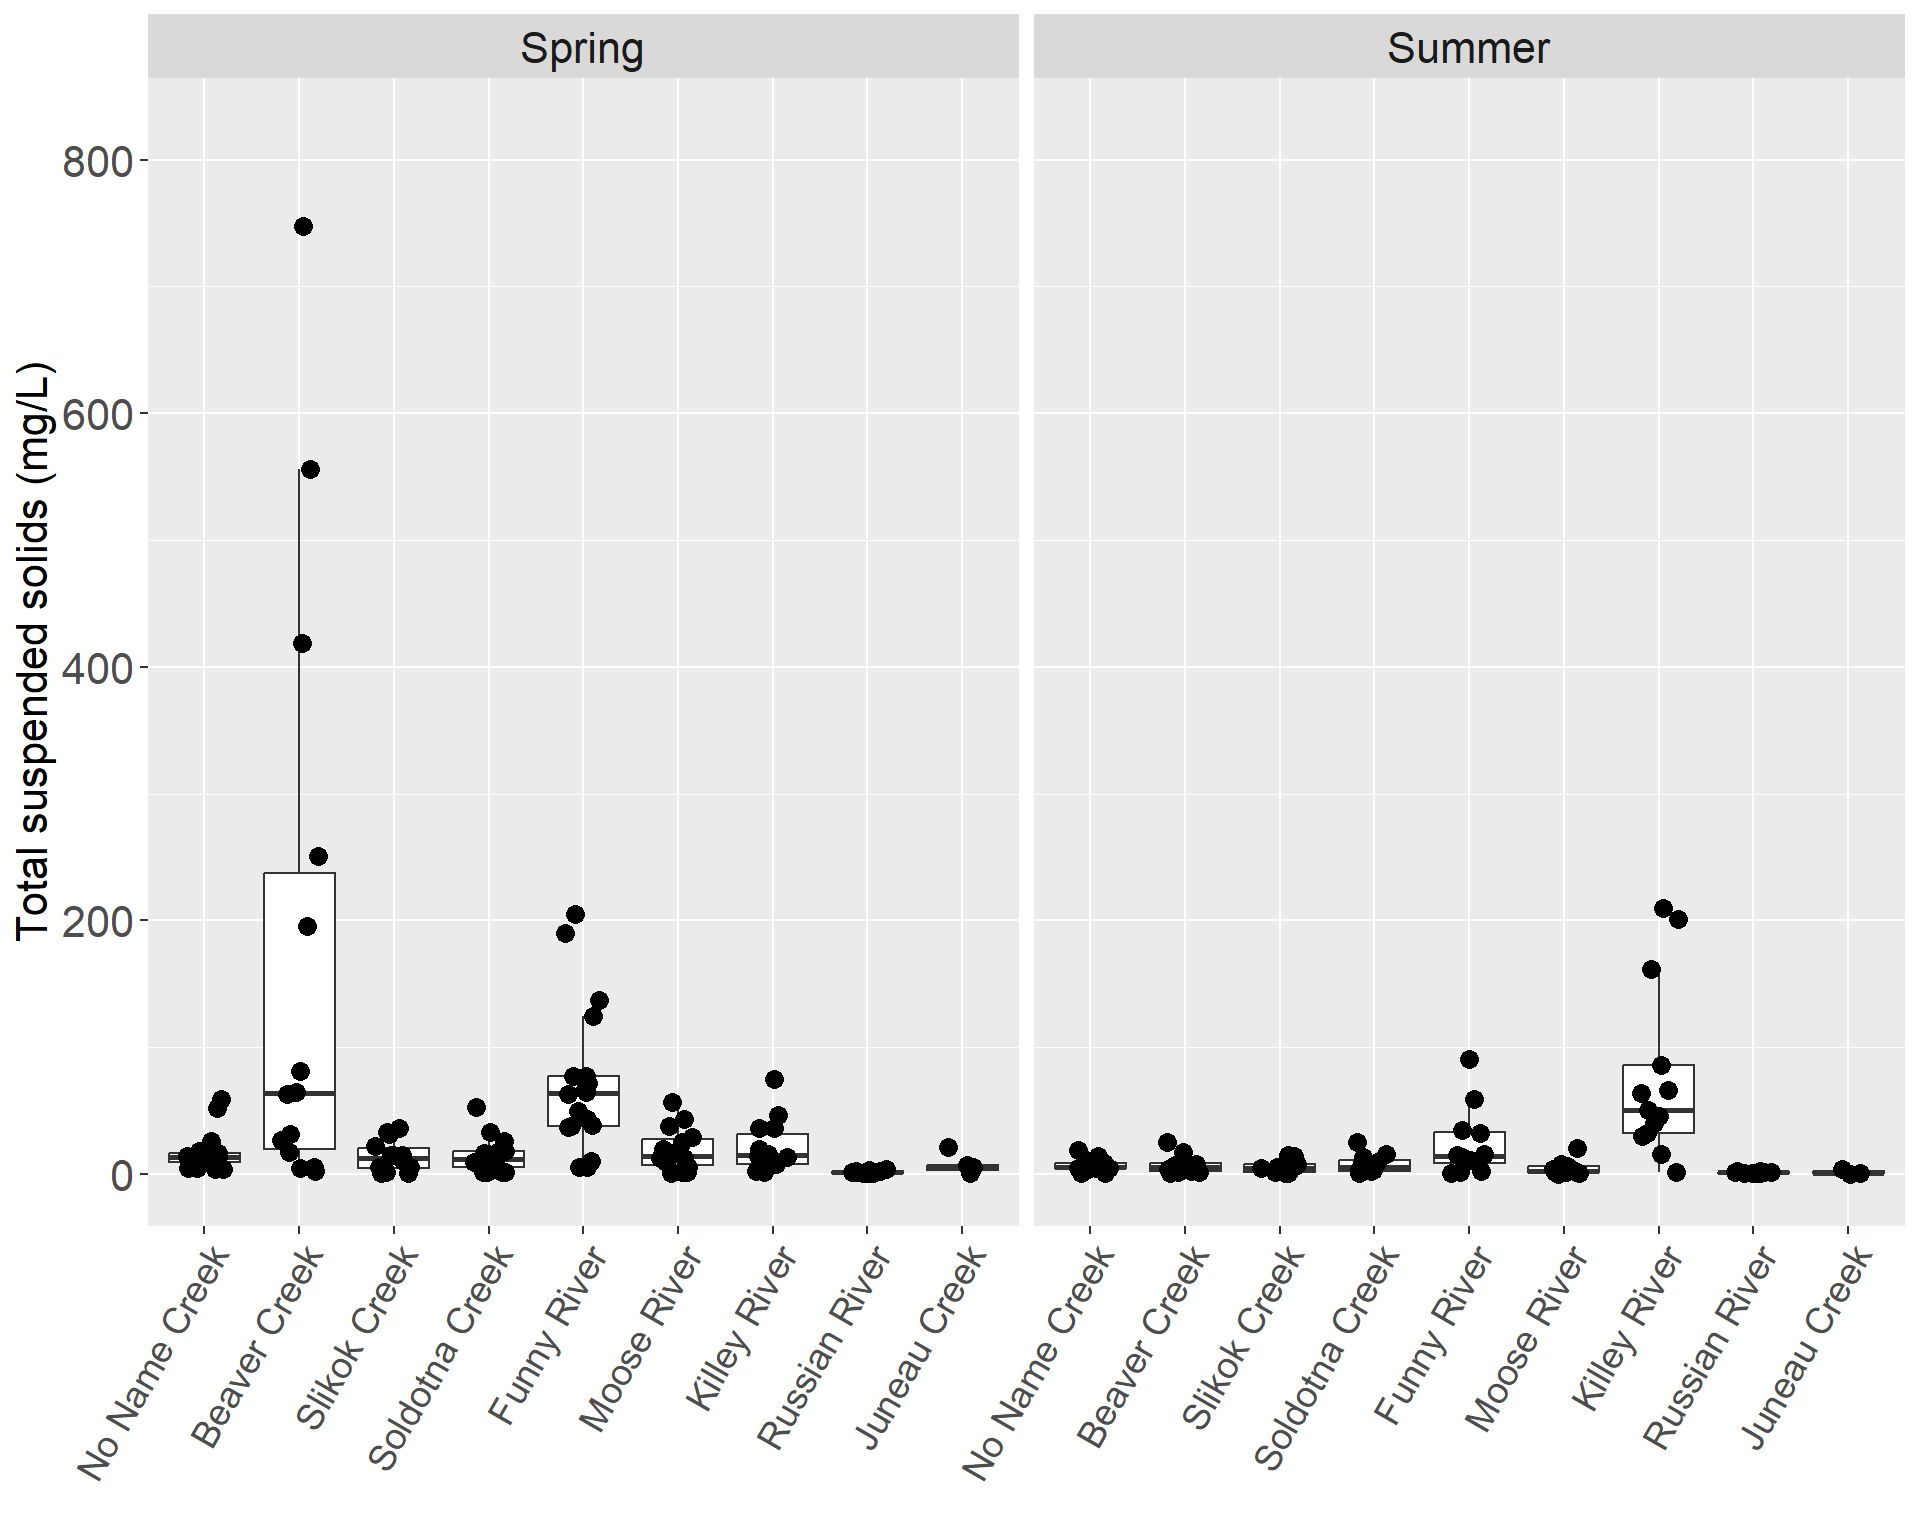 Spring
Summer
Total suspended solids (mg/L)
800
600
400
200
0
No Name Creek
Beaver Creek
Slikok Creek
Soldotna Creek
Funny River
Moose River
Killey River
Russian River
Juneau Creek
No Name Creek
Beaver Creek
Slikok Creek
Soldotna Creek
Funny River
Moose River
Killey River
Russian River
Juneau Creek